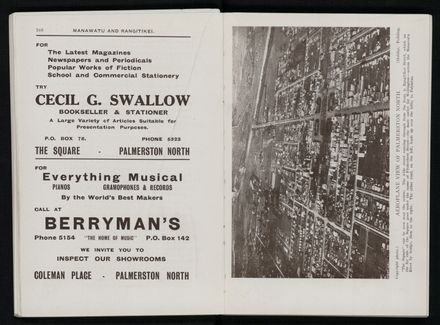 168
MANAWATU AND RANGITIKEI.
FOR
The Latest Magazines
Newspapers and Periodicals
Popular Works of Fiction
School and Commercial Stationery
TRY
CECIL G. SWALLOW
BOOKSELLER & STATIONER
A Large Variety of Articles Suitable for
Presentation Purposes.
P.O. BOX 78. PHONE 5323
THE SQUARE - PALMERSTON NORTH
FOR
Everything Musical
PIANOS GRAMOPHONES & RECORDS
By the World's Best Makers
CALL AT
BERRYMAN'S
Phone 5154 "THE HOME OF MUSIC" P.O. Box 142
WE INVITE YOU TO
INSPECT OUR SHOWROOMS
COLEMAN PLACE - PALMERSTON NORTH
AEROPLANE VIEW OF PALMERSTON NORTH